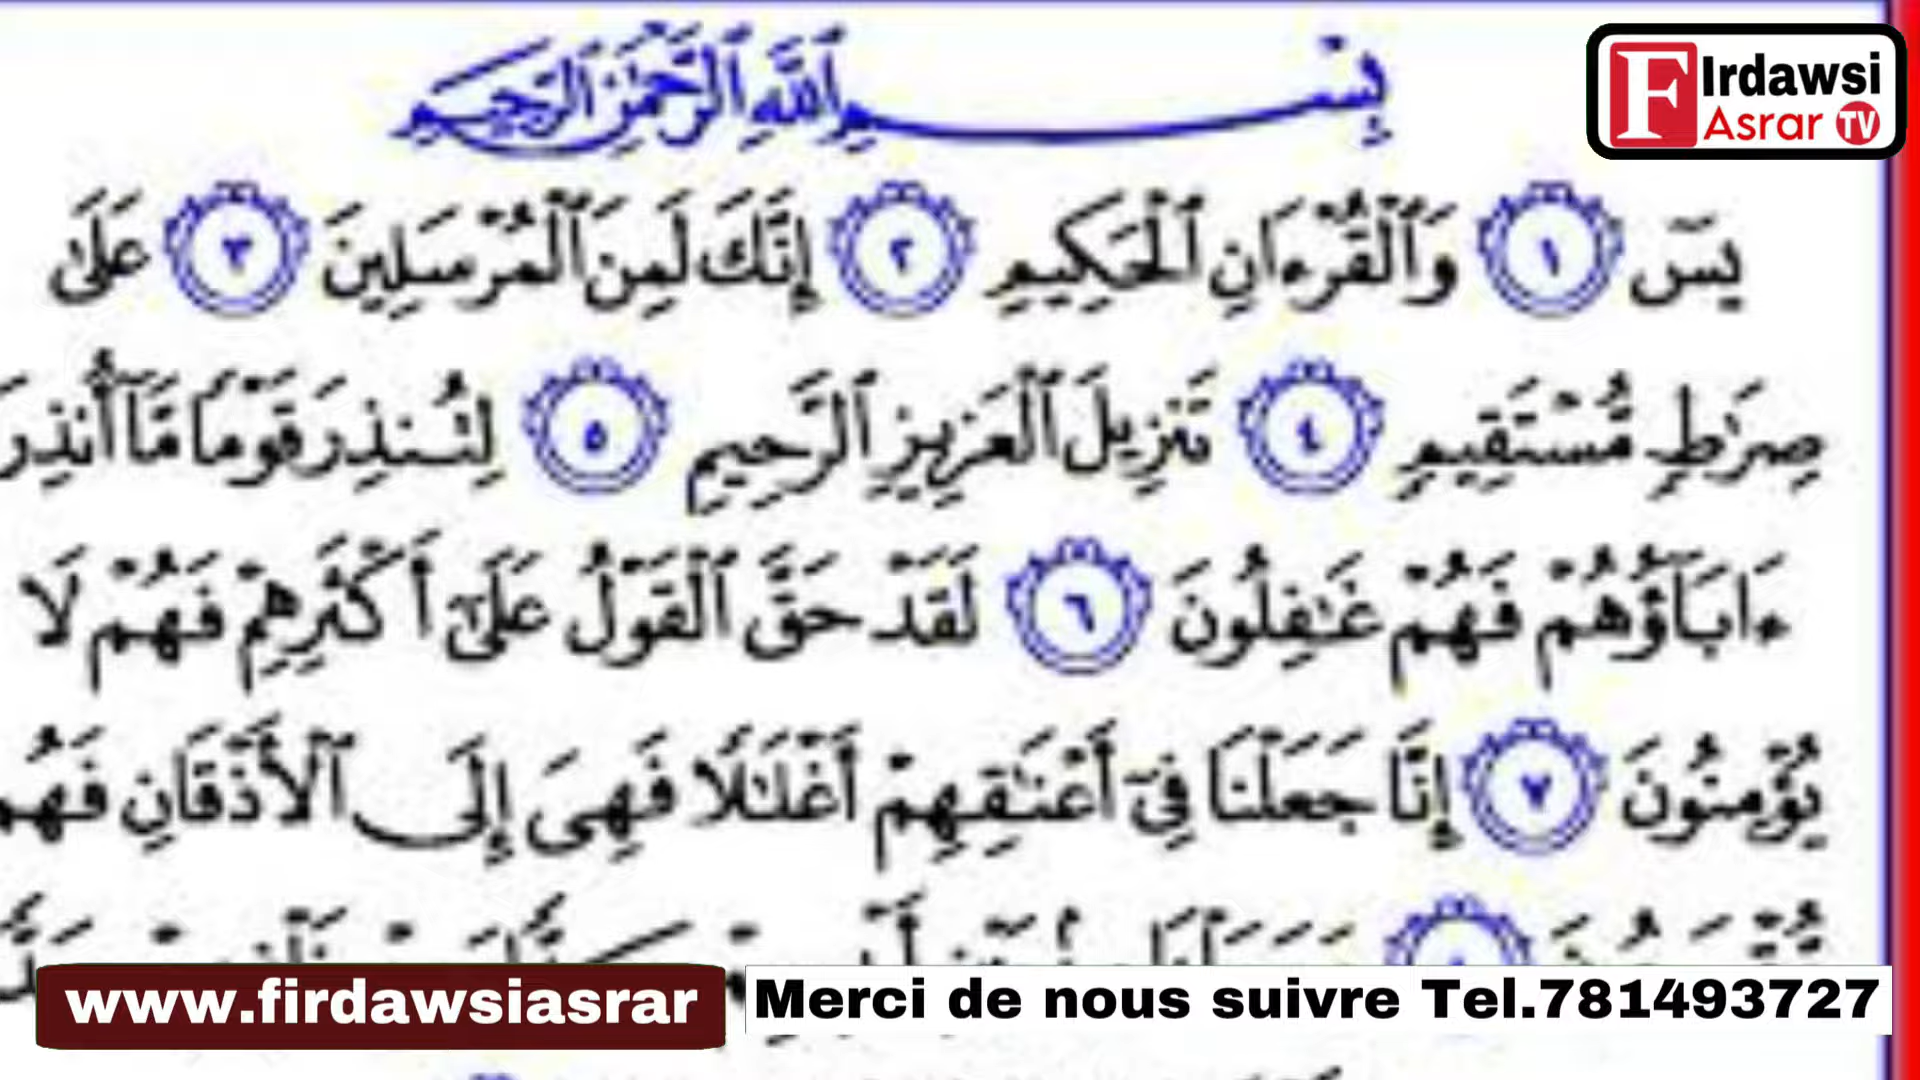 بِسْمِ ٱللَّهِ ٱلرَّحْمَٰنِ ٱلرَّحِيمِ
FIrdawsi
Asrar TV
يسٓ ١ وَٱلْقُرْءَانِ ٱلْحَكِيمِ ٢ إِنَّكَ لَمِنَ ٱلْمُرْسَلِينَ ٣ عَلَىٰ
صِرَٰطٍ مُّسْتَقِيمٍ ٤ تَنزِيلَ ٱلْعَزِيزِ ٱلرَّحِيمِ ٥ لِتُنذِرَ قَوْمًا مَّآ أُنذِرَ
ءَابَآؤُهُمْ فَهُمْ غَٰفِلُونَ ٦ لَقَدْ حَقَّ ٱلْقَوْلُ عَلَىٰٓ أَكْثَرِهِمْ فَهُمْ لَا
يُؤْمِنُونَ ٧ إِنَّا جَعَلْنَا فِىٓ أَعْنَٰقِهِمْ أَغْلَٰلًا فَهِىَ إِلَى ٱلْأَذْقَانِ فَهُم
www.firdawsiasrar
Merci de nous suivre Tel.781493727